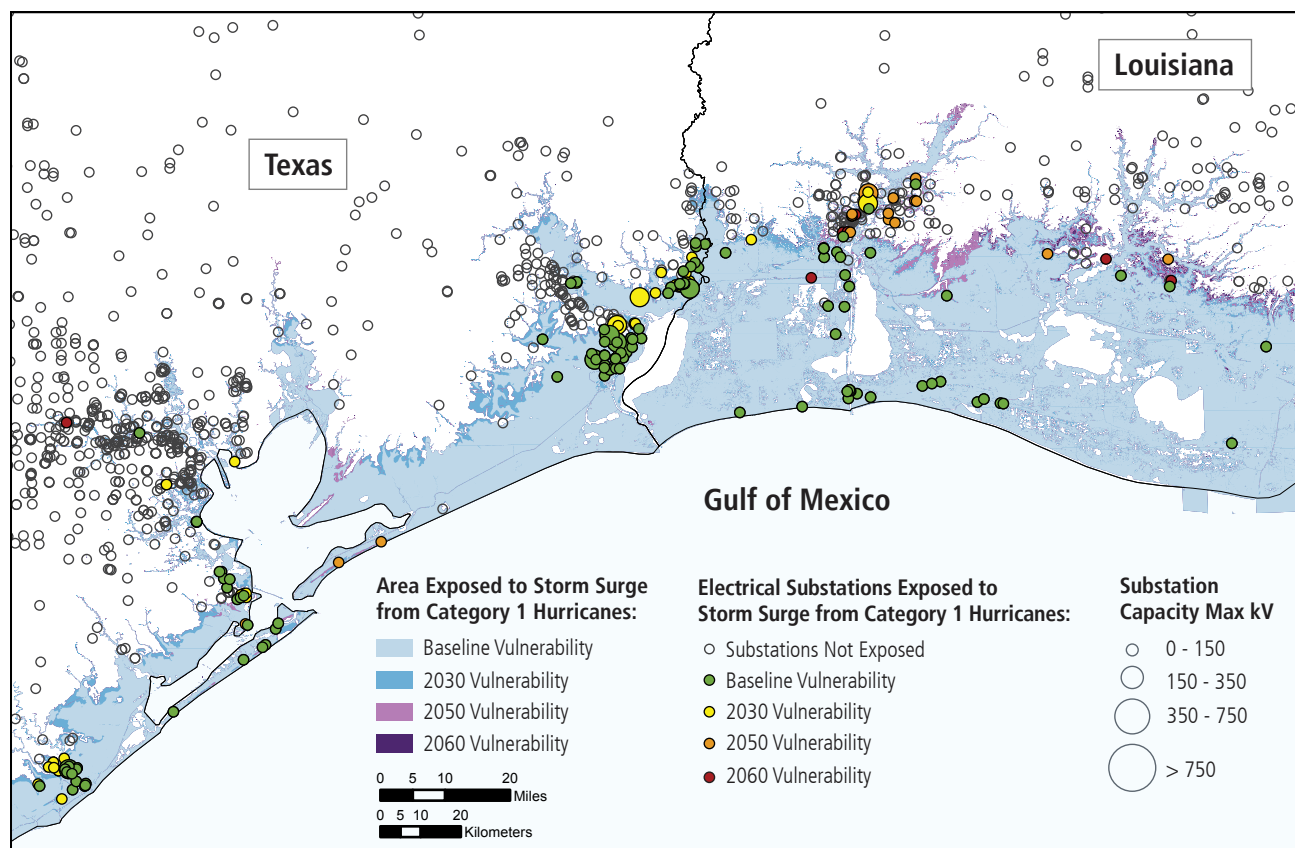 Louisiana
Texas
Gulf of Mexico
Area Exposed to Storm Surge
from Category 1 Hurricanes:
Baseline Vulnerability
2030 Vulnerability
2050 Vulnerability
2060 Vulnerability
0 10 20
Miles
0 5 10 20
Kilometers
Electrical Substations Exposed to
Storm Surge from Category 1 Hurricanes:
Substations Not Exposed
Baseline Vulnerability
2030 Vulnerability
2050 Vulnerability
2060 Vulnerability
Substation
Capacity Max kV
0 - 150
150 - 350
350 - 750
> 750